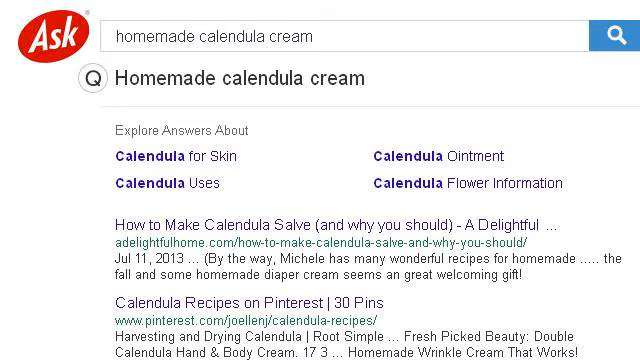 Ask®
homemade calendula cream
Q Homemade calendula cream
Explore Answers About
Calendula for Skin
Calendula Ointment
Calendula Uses
Calendula Flower Information
How to Make Calendula Salve (and why you should) - A Delightful ...
adelightfulhome.com/how-to-make-calendula-salve-and-why-you-should/
Jul 11, 2013 ... (By the way, Michele has many wonderful recipes for homemade ..... the
fall and some homemade diaper cream seems an great welcoming gift!
Calendula Recipes on Pinterest | 30 Pins
www.pinterest.com/joellenj/calendula-recipes/
Harvesting and Drying Calendula | Root Simple ... Fresh Picked Beauty: Double
Calendula Hand & Body Cream. 17 3 ... Homemade Wrinkle Cream That Works!